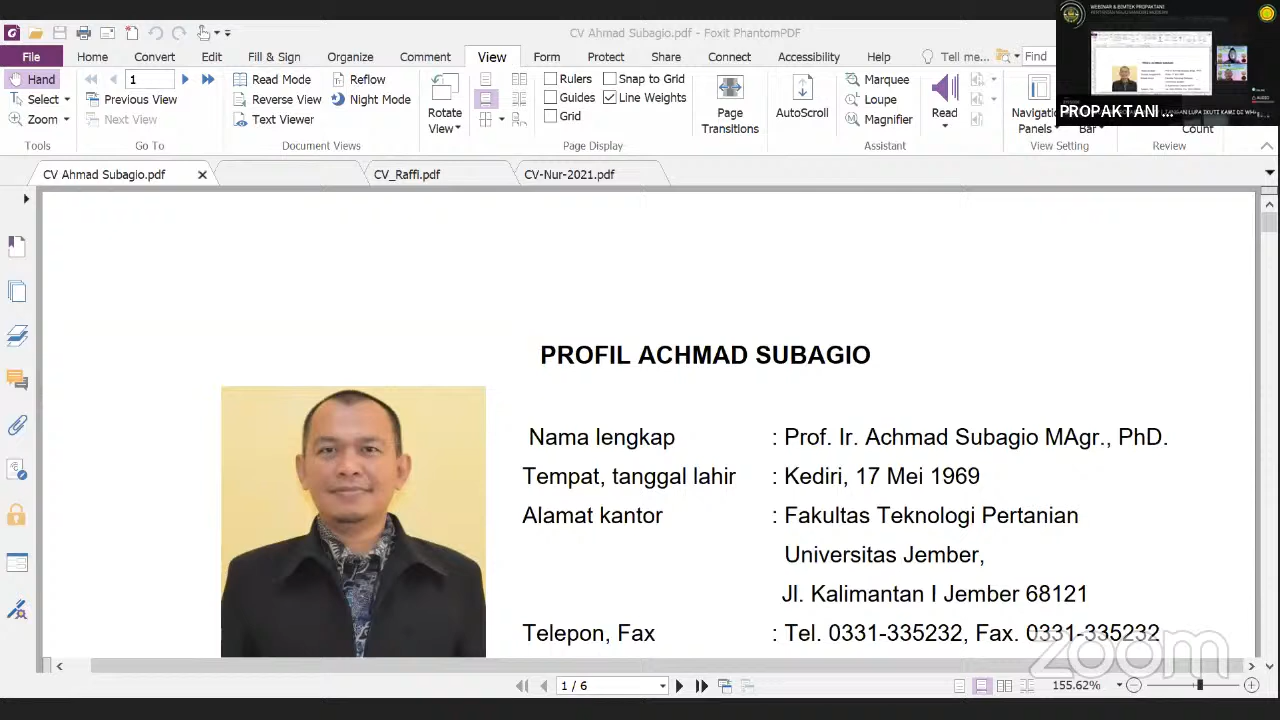 CV Ahmad Subagio.pdf - Foxit PhantomPDF
WEBINAR & BIMTEK PROPAKTANI
File Home Convert Edit Fill & Sign Organize Comment View Form Protect Share Connect Accessibility Help Tell me... Find
Hand 1 Read Reflow Rulers Snap to Grid
Select Previous View Reverse View Night Mode Line Weights Loupe
Zoom Next View Text Viewer Grid Magnifier
Rotate View Page Transitions AutoScroll Read Panels Bar Count
PROPAKTANI ...
Tools Go To Document Views Page Display Assistant View Setting Review
CV Ahmad Subagio.pdf CV_Raffi.pdf CV-Nur-2021.pdf
PROFIL ACHMAD SUBAGIO
Nama lengkap : Prof. Ir. Achmad Subagio MAgr., PhD.
Tempat, tanggal lahir : Kediri, 17 Mei 1969
Alamat kantor : Fakultas Teknologi Pertanian
Universitas Jember,
Jl. Kalimantan I Jember 68121
Telepon, Fax : Tel. 0331-335232, Fax. 0331-335232
zoom
1 / 6 155.62%